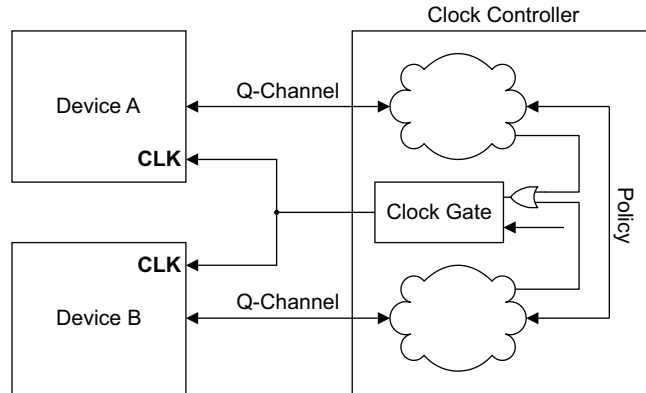 Clock Controller
Device A
Q-Channel
CLK
Clock Gate
Policy
CLK
Q-Channel
Device B